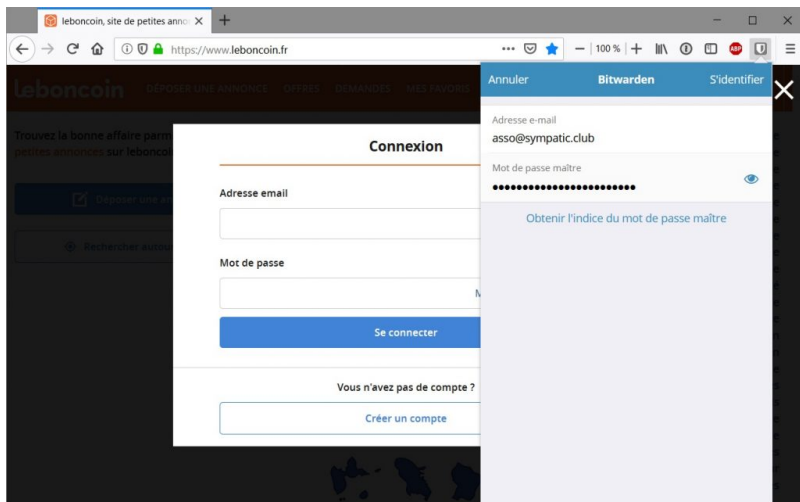 leboncoin, site de petites anno
https://www.leboncoin.fr
100 %
ABP
leboncoin
DÉPOSER UNE ANNONCE OFFRES DEMANDES MES FAVORIS
Trouvez la bonne affaire parm
petites annonces sur leboncoi
Déposer une an
Rechercher autou
Connexion
Adresse email
Mot de passe
M
Se connecter
Vous n'avez pas de compte ?
Créer un compte
Annuler Bitwarden S'identifier
Adresse e-mail
asso@sympatic.club
Mot de passe maître
Obtenir l'indice du mot de passe maître